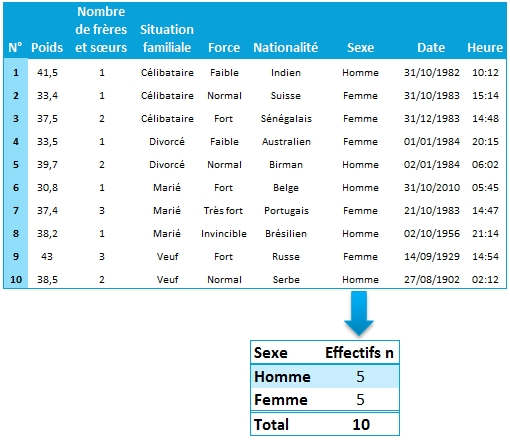 Nombre Situation
de frères familiale
N° Poids et sœurs Force Nationalité Sexe Date Heure
1 41,5 1 Célibataire Faible Indien Homme 31/10/1982 10:12
2 33,4 1 Célibataire Normal Suisse Femme 31/10/1983 15:14
3 37,5 2 Célibataire Fort Sénégalais Femme 31/12/1983 14:48
4 33,5 1 Divorcé Faible Australien Femme 01/01/1984 20:15
5 39,7 2 Divorcé Normal Birman Homme 02/01/1984 06:02
6 30,8 1 Marié Fort Belge Homme 31/10/2010 05:45
7 37,4 3 Marié Très fort Portugais Femme 21/10/1983 14:47
8 38,2 1 Marié Invincible Brésilien Homme 02/10/1956 21:14
9 43 3 Veuf Fort Russe Femme 14/09/1929 14:54
10 38,5 2 Veuf Normal Serbe Homme 27/08/1902 02:12
Sexe Effectifs n
Homme 5
Femme 5
Total 10